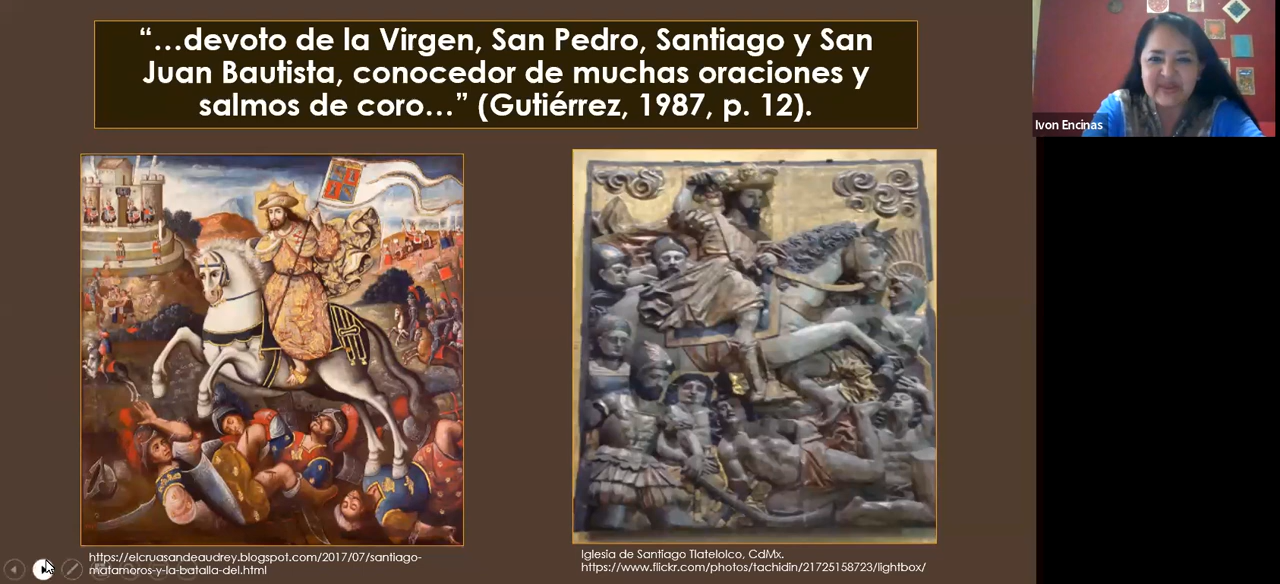 “…devoto de la Virgen, San Pedro, Santiago y San
Juan Bautista, conocedor de muchas oraciones y
salmos de coro…” (Gutiérrez, 1987, p. 12).
Ivon Encinas
https://elcruasandeaudrey.blogspot.com/2017/07/santiago-
matamoros-y-la-batalla-del.html
Iglesia de Santiago Tlatelolco, CdMx.
https://www.flickr.com/photos/tachidin/21725158723/lightbox/